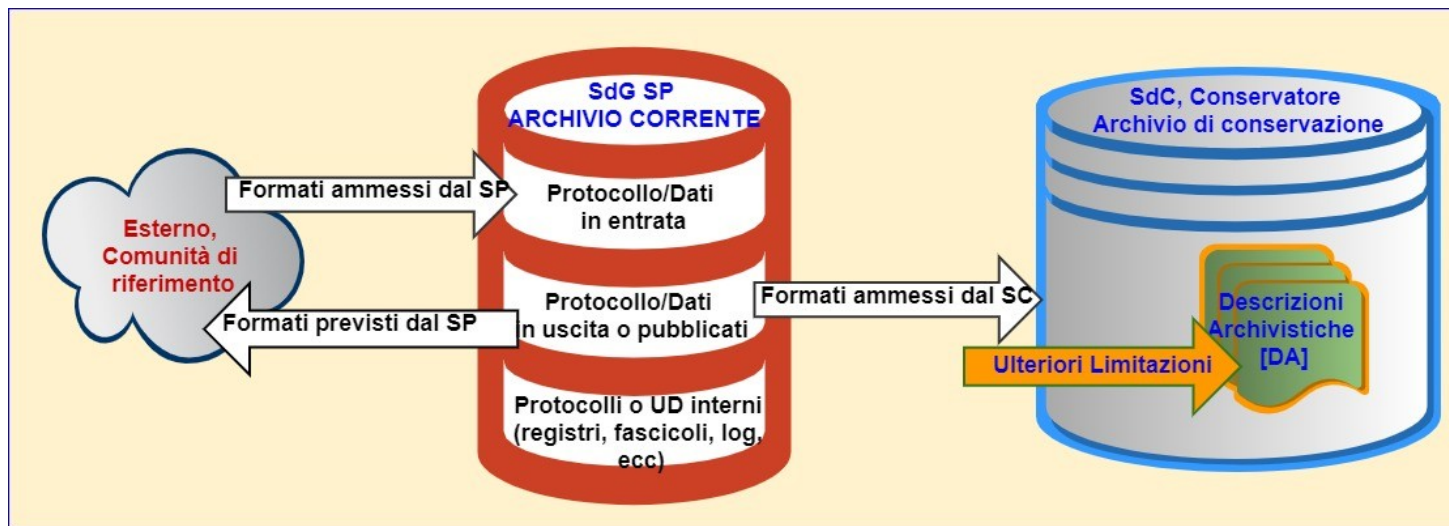 Esterno,
Comunità di
riferimento
Formati ammessi dal SP
Formati previsti dal SP
SdG SP
ARCHIVIO CORRENTE
Protocollo/Dati
in entrata
Protocollo/Dati
in uscita o pubblicati
Protocolli o UD interni
(registri, fascicoli, log,
ecc)
Formati ammessi dal SC
SdC, Conservatore
Archivio di conservazione
Ulteriori Limitazioni
Descrizioni
Archivistiche
[DA]